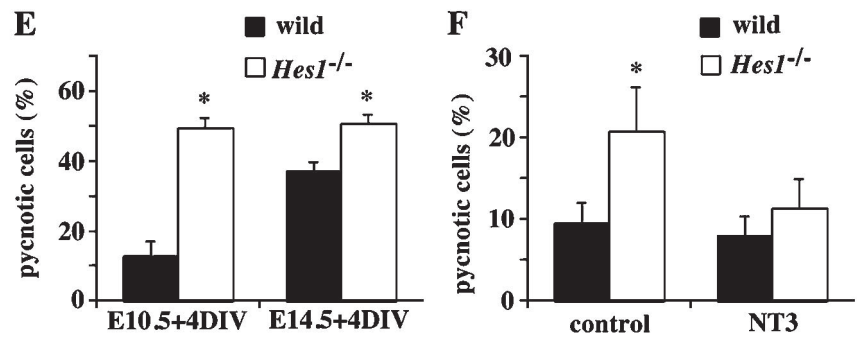 E
wild
Hes1-/-
pycnotic cells (%)
60
40
20
0
*
*
E10.5+4DIV
E14.5+4DIV
F
wild
Hes1-/-
pycnotic cells (%)
30
20
10
0
*
control
NT3